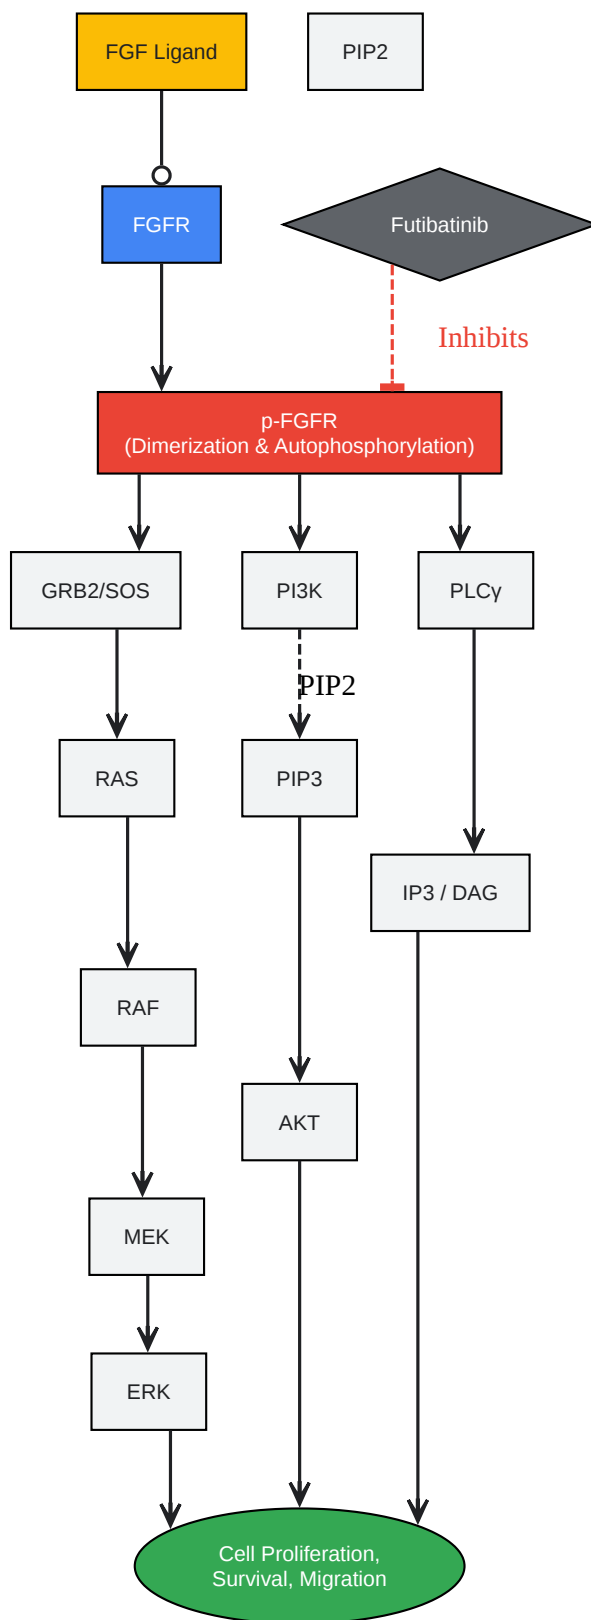 FGF Ligand
PIP2
FGFR
Futibatinib
Inhibits
p-FGFR
(Dimerization & Autophosphorylation)
GRB2/SOS
PI3K
PLCγ
PIP2
RAS
PIP3
IP3 / DAG
RAF
AKT
MEK
ERK
Cell Proliferation,
Survival, Migration